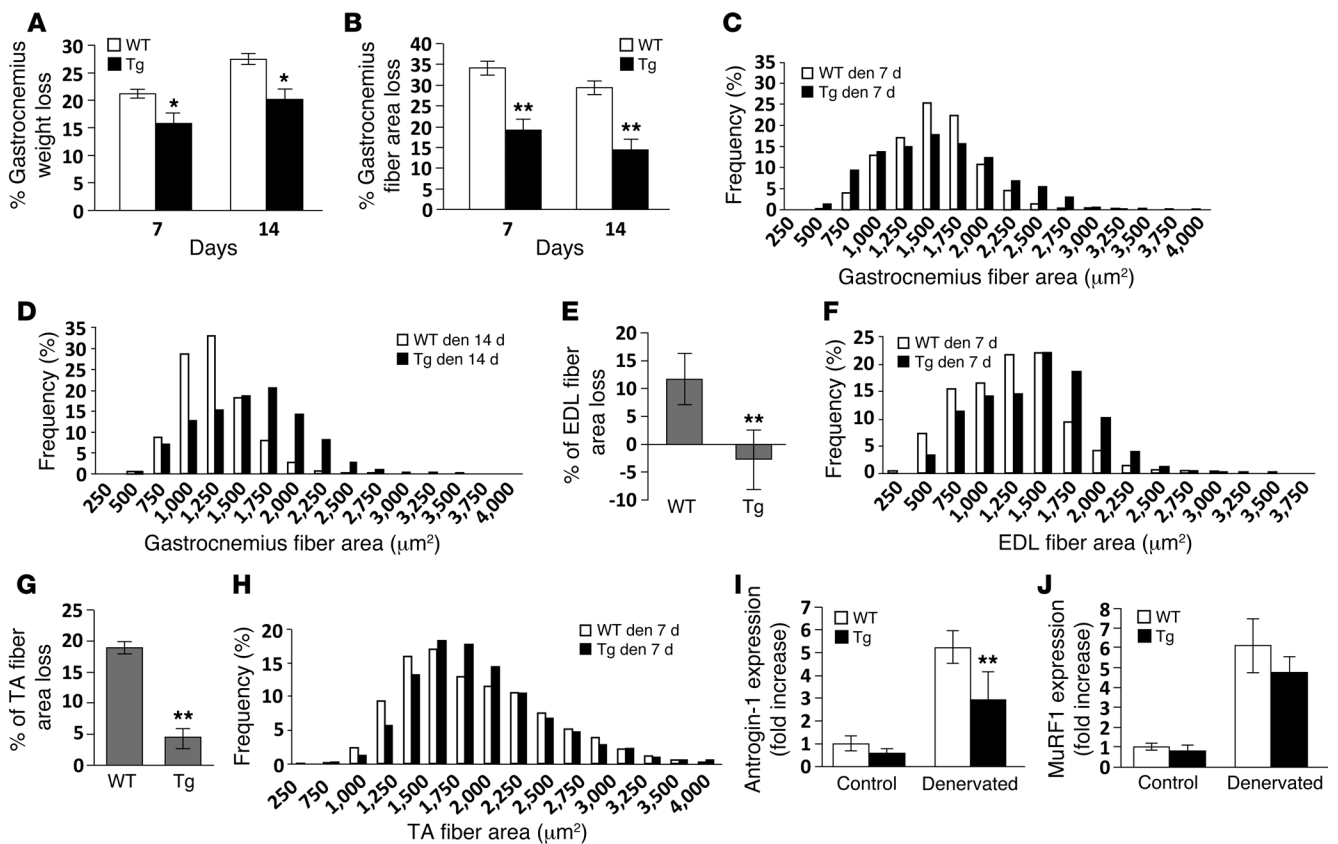 A
% Gastrocnemius
weight loss
30
25
20
15
10
5
0
WT
Tg
*
*
7
14
Days
B
% Gastrocnemius
fiber area loss
40
35
30
25
20
15
10
5
0
WT
Tg
**
**
7
14
Days
C
Frequency (%)
35
30
25
20
15
10
5
0
WT den 7 d
Tg den 7 d
250
500
750
1,000
1,250
1,500
1,750
2,000
2,250
2,500
2,750
3,000
3,250
3,500
3,750
4,000
Gastrocnemius fiber area (μm²)
D
Frequency (%)
35
30
25
20
15
10
5
0
WT den 14 d
Tg den 14 d
250
500
750
1,000
1,250
1,500
1,750
2,000
2,250
2,500
2,750
3,000
3,250
3,500
3,750
4,000
Gastrocnemius fiber area (μm²)
E
% of EDL fiber
area loss
20
15
10
5
0
-5
-10
**
WT
Tg
F
Frequency (%)
25
20
15
10
5
0
WT den 7 d
Tg den 7 d
250
500
750
1,000
1,250
1,500
1,750
2,000
2,250
2,500
2,750
3,000
3,250
3,500
3,750
EDL fiber area (μm²)
G
% of TA fiber
area loss
25
20
15
10
5
0
**
WT
Tg
H
Frequency (%)
20
15
10
5
0
WT den 7 d
Tg den 7 d
250
750
1,000
1,250
1,500
1,750
2,000
2,250
2,500
2,750
3,000
3,250
3,500
4,000
TA fiber area (μm²)
I
Antrogin-1 expression
(fold increase)
7
6
5
4
3
2
1
0
WT
Tg
**
Control
Denervated
J
MuRF1 expression
(fold increase)
8
7
6
5
4
3
2
1
0
WT
Tg
Control
Denervated